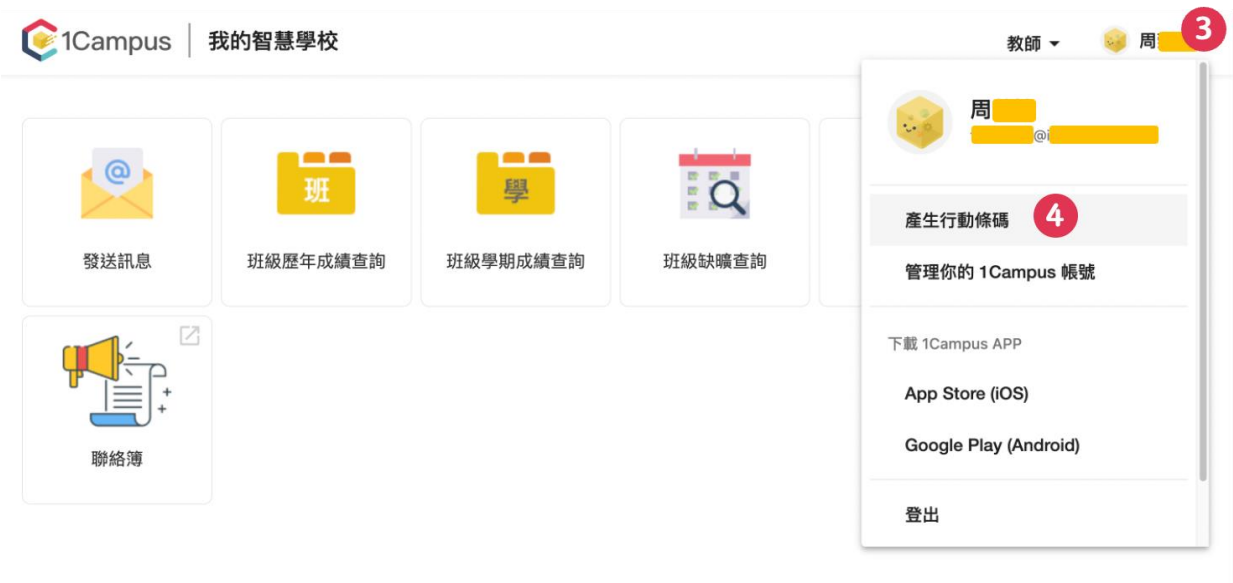 1Campus 我的智慧學校
教師 周 3
周
@i
@
班
學
發送訊息
班級歷年成績查詢
班級學期成績查詢
班級缺曠查詢
聯絡簿
產生行動條碼 4
管理你的 1Campus 帳號
下載 1Campus APP
App Store (iOS)
Google Play (Android)
登出